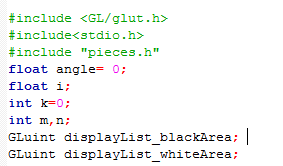 #include <GL/glut.h>
#include<stdio.h>
#include "pieces.h"
float angle= 0;
float i;
int k=0;
int m,n;
GLuint displayList_blackArea;
GLuint displayList_whiteArea;